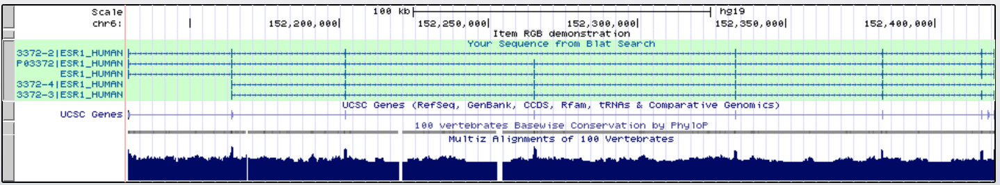 Scale 100 kb hg19
chr6: 152,200,000 152,250,000 152,300,000 152,350,000 152,400,000
Item RGB demonstration
Your Sequence from Blat Search
3372-2|ESR1_HUMAN
P03372|ESR1_HUMAN
ESR1_HUMAN
3372-4|ESR1_HUMAN
3372-3|ESR1_HUMAN
UCSC Genes (RefSeq, GenBank, CCDS, Rfam, tRNAs & Comparative Genomics)
UCSC Genes
100 vertebrates Basewise Conservation by PhyloP
Multiz Alignments of 100 Vertebrates